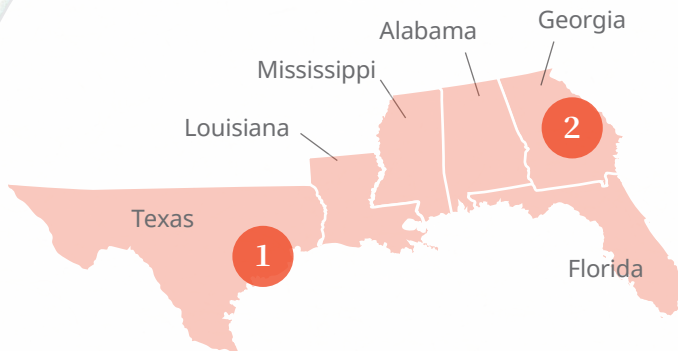 Georgia
Alabama
Mississippi
Louisiana
2
Texas
1
Florida